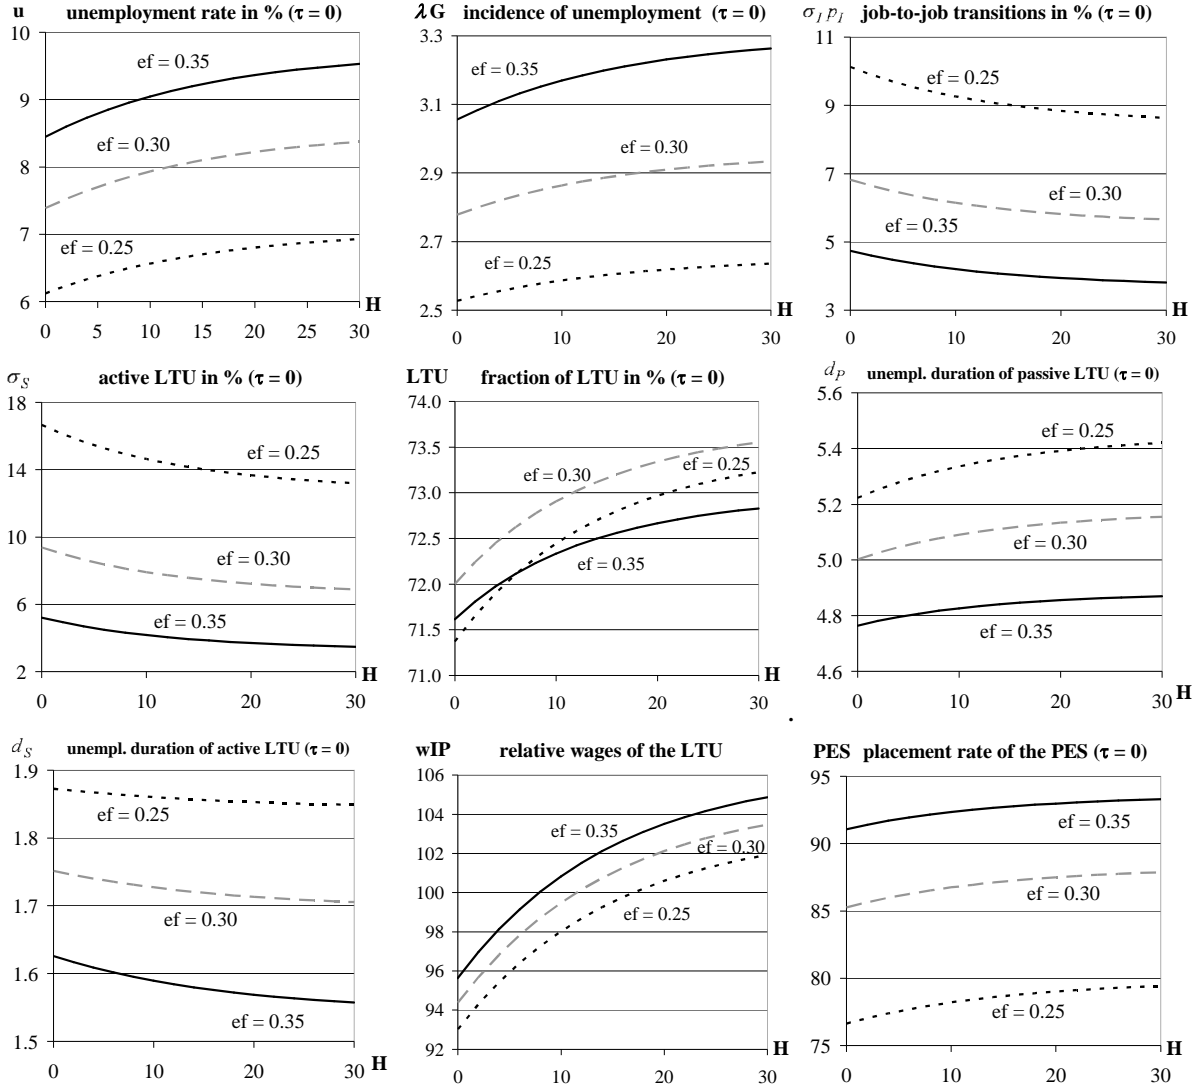 u unemployment rate in % (τ = 0)
10
9
8
7
6
ef = 0.35
ef = 0.30
ef = 0.25
H
0 5 10 15 20 25 30
λG incidence of unemployment (τ = 0)
3.3
3.1
2.9
2.7
2.5
ef = 0.35
ef = 0.30
ef = 0.25
H
0 10 20 30
σ_I p_I job-to-job transitions in % (τ = 0)
11
9
7
5
3
ef = 0.25
ef = 0.30
ef = 0.35
H
0 10 20 30
σ_S active LTU in % (τ = 0)
18
14
10
6
2
ef = 0.25
ef = 0.30
ef = 0.35
H
0 10 20 30
LTU fraction of LTU in % (τ = 0)
74.0
73.5
73.0
72.5
72.0
71.5
71.0
ef = 0.30
ef = 0.25
ef = 0.35
H
0 10 20 30
d_P unempl. duration of passive LTU (τ = 0)
5.6
5.4
5.2
5.0
4.8
4.6
ef = 0.25
ef = 0.30
ef = 0.35
H
0 10 20 30
d_S unempl. duration of active LTU (τ = 0)
1.9
1.8
1.7
1.6
1.5
ef = 0.25
ef = 0.30
ef = 0.35
H
0 10 20 30
wIP relative wages of the LTU
106
104
102
100
98
96
94
92
ef = 0.35
ef = 0.30
ef = 0.25
H
0 10 20 30
PES placement rate of the PES (τ = 0)
95
90
85
80
75
ef = 0.35
ef = 0.30
ef = 0.25
H
0 10 20 30